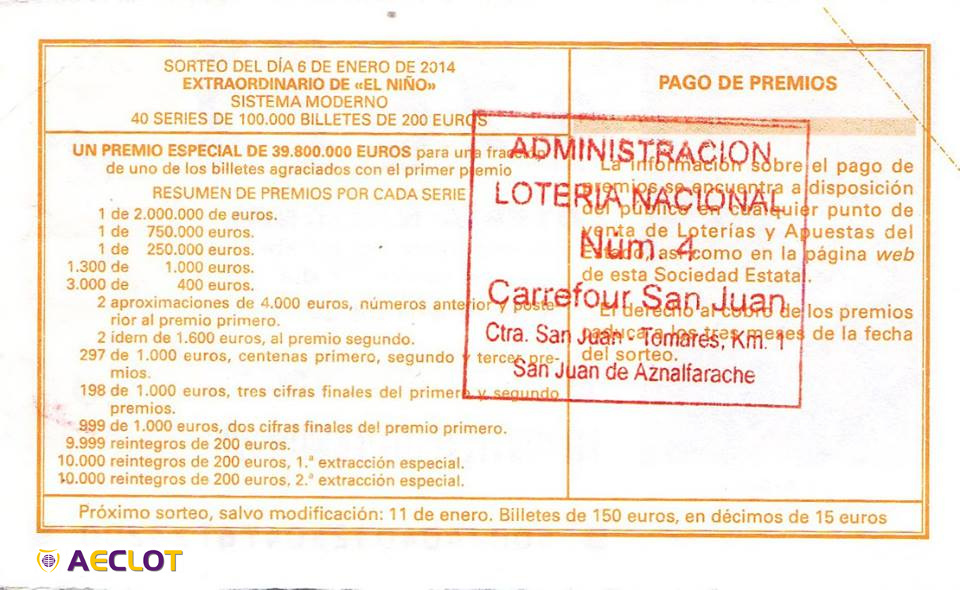 SORTEO DEL DÍA 6 DE ENERO DE 2014
EXTRAORDINARIO DE «EL NIÑO»
SISTEMA MODERNO
40 SERIES DE 100.000 BILLETES DE 200 EUROS
UN PREMIO ESPECIAL DE 39.800.000 EUROS para una fracción
de uno de los billetes agraciados con el primer premio
RESUMEN DE PREMIOS POR CADA SERIE
1 de 2.000.000 de euros.
1 de 750.000 euros.
1 de 250.000 euros.
1.300 de 1.000 euros.
3.000 de 400 euros.
2 aproximaciones de 4.000 euros, números anterior y poste-
rior al premio primero.
2 ídem de 1.600 euros, al premio segundo.
297 de 1.000 euros, centenas primero, segundo y tercer pre-
mios.
198 de 1.000 euros, tres cifras finales del primero y segundo
premios.
999 de 1.000 euros, dos cifras finales del premio primero.
9.999 reintegros de 200 euros.
10.000 reintegros de 200 euros, 1.ª extracción especial.
10.000 reintegros de 200 euros, 2.ª extracción especial.
PAGO DE PREMIOS
La información sobre el pago de
premios se encuentra a disposición
del público en cualquier punto de
venta de Loterías y Apuestas del
Estado, así como en la página web
de esta Sociedad Estatal.
El derecho al cobro de los premios
caduca a los tres meses de la fecha
del sorteo.
ADMINISTRACION
LOTERIA NACIONAL
Núm. 4
Carrefour San Juan
Ctra. San Juan - Tomares, Km. 1
San Juan de Aznalfarache
Próximo sorteo, salvo modificación: 11 de enero. Billetes de 150 euros, en décimos de 15 euros
AECLOT